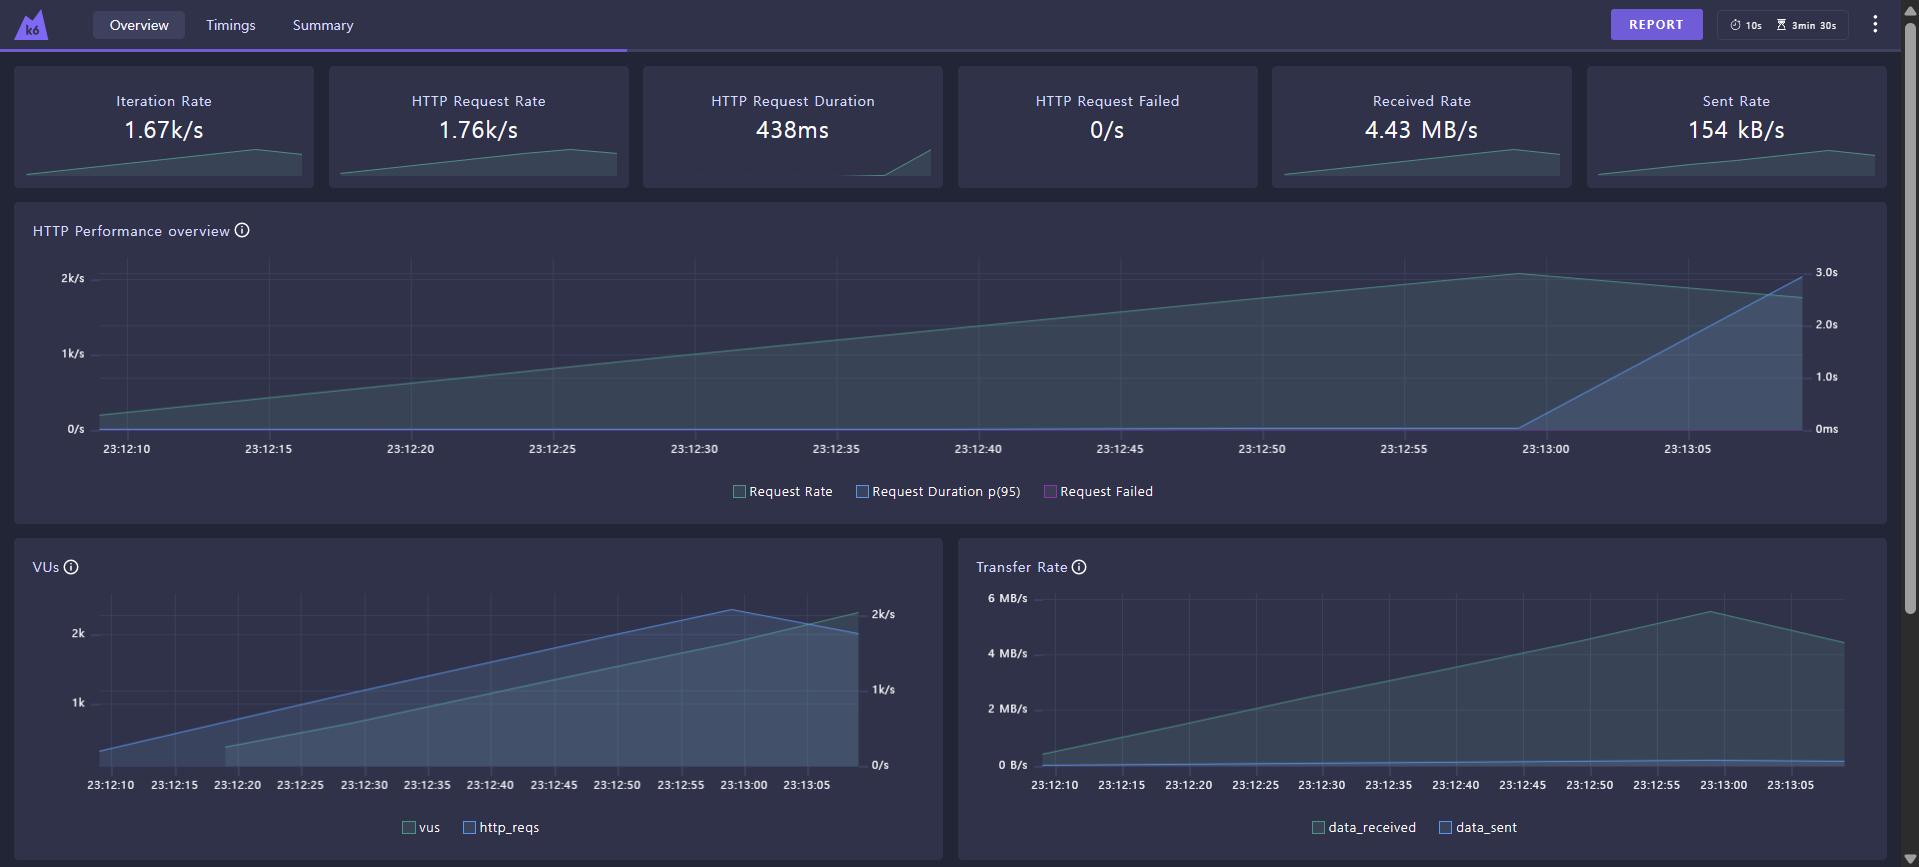 k6
Overview
Timings
Summary
REPORT
10s
3min 30s
Iteration Rate
1.67k/s
HTTP Request Rate
1.76k/s
HTTP Request Duration
438ms
HTTP Request Failed
0/s
Received Rate
4.43 MB/s
Sent Rate
154 kB/s
HTTP Performance overview
2k/s
1k/s
0/s
3.0s
2.0s
1.0s
0ms
23:12:10 23:12:15 23:12:20 23:12:25 23:12:30 23:12:35 23:12:40 23:12:45 23:12:50 23:12:55 23:13:00 23:13:05
Request Rate Request Duration p(95) Request Failed
VUs
2k
1k
2k/s
1k/s
0/s
23:12:10 23:12:15 23:12:20 23:12:25 23:12:30 23:12:35 23:12:40 23:12:45 23:12:50 23:12:55 23:13:00 23:13:05
vus http_reqs
Transfer Rate
6 MB/s
4 MB/s
2 MB/s
0 B/s
23:12:10 23:12:15 23:12:20 23:12:25 23:12:30 23:12:35 23:12:40 23:12:45 23:12:50 23:12:55 23:13:00 23:13:05
data_received data_sent